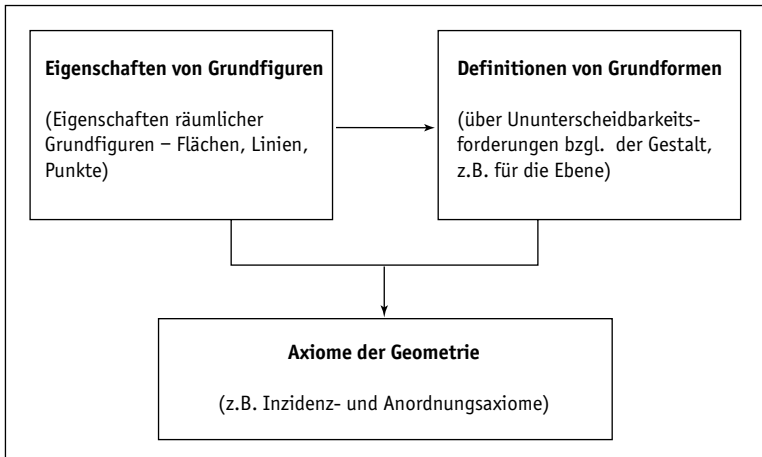 Eigenschaften von Grundfiguren
(Eigenschaften räumlicher
Grundfiguren – Flächen, Linien,
Punkte)
Definitionen von Grundformen
(über Ununterscheidbarkeits-
forderungen bzgl. der Gestalt,
z.B. für die Ebene)
Axiome der Geometrie
(z.B. Inzidenz- und Anordnungsaxiome)